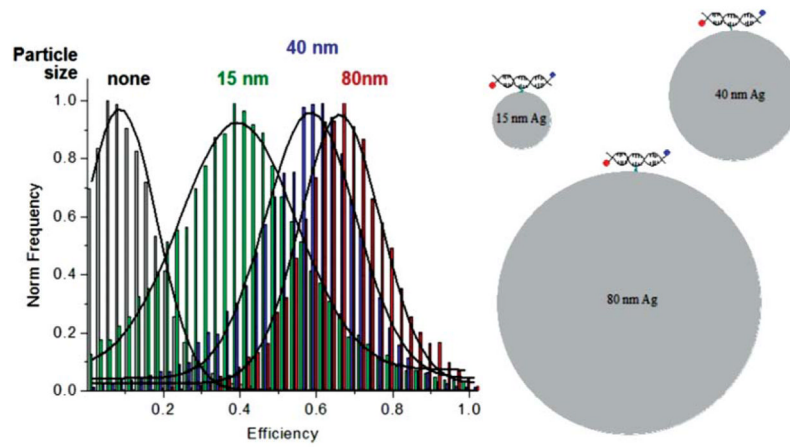 Particle
size
none
15 nm
40 nm
80nm
1.0
0.8
0.6
0.4
0.2
0.0
Norm Frequency
0.2
0.4
0.6
0.8
1.0
Efficiency
15 nm Ag
40 nm Ag
80 nm Ag